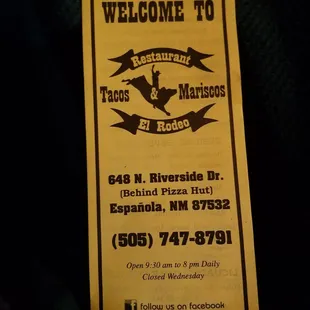 WELCOME TO
Restaurant
Tacos & Mariscos
El Rodeo
648 N. Riverside Dr.
(Behind Pizza Hut)
Española, NM 87532
(505) 747-8791
Open 9:30 am to 8 pm Daily
Closed Wednesday
f follow us on facebook